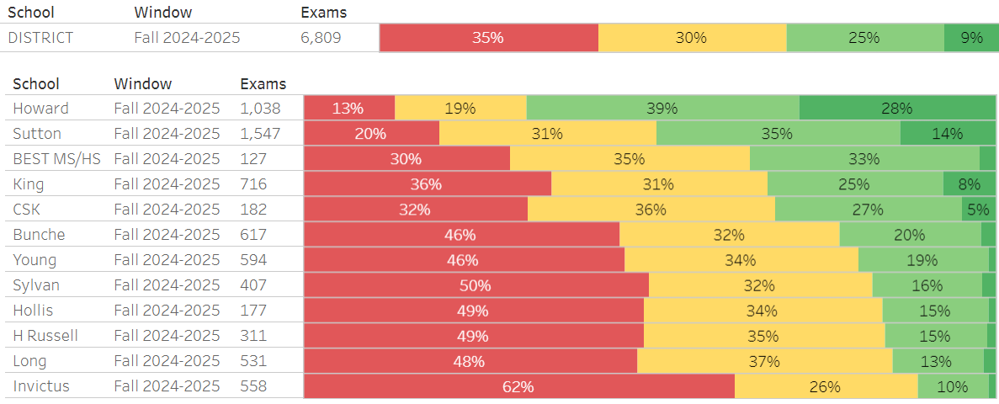 School Window Exams
DISTRICT Fall 2024-2025 6,809 35% 30% 25% 9%
School Window Exams
Howard Fall 2024-2025 1,038 13% 19% 39% 28%
Sutton Fall 2024-2025 1,547 20% 31% 35% 14%
BEST MS/HS Fall 2024-2025 127 30% 35% 33%
King Fall 2024-2025 716 36% 31% 25% 8%
CSK Fall 2024-2025 182 32% 36% 27% 5%
Bunche Fall 2024-2025 617 46% 32% 20%
Young Fall 2024-2025 594 46% 34% 19%
Sylvan Fall 2024-2025 407 50% 32% 16%
Hollis Fall 2024-2025 177 49% 34% 15%
H Russell Fall 2024-2025 311 49% 35% 15%
Long Fall 2024-2025 531 48% 37% 13%
Invictus Fall 2024-2025 558 62% 26% 10%